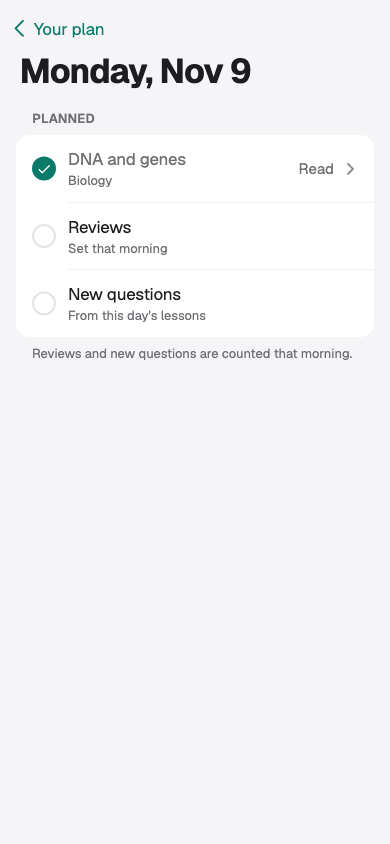 Your plan
Monday, Nov 9
PLANNED
DNA and genes
Biology
Read
Reviews
Set that morning
New questions
From this day's lessons
Reviews and new questions are counted that morning.